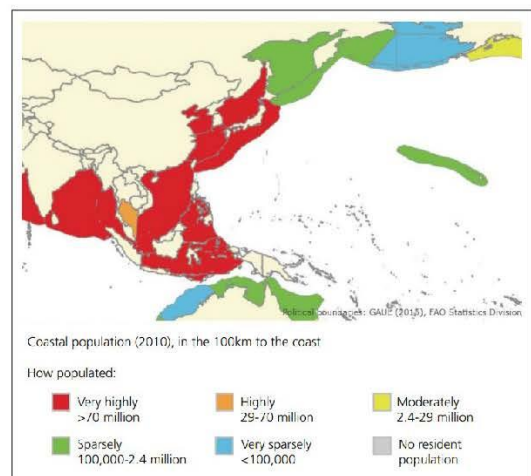 Political boundaries: GAUL (2015), FAO Statistics Division
Coastal population (2010), in the 100km to the coast
How populated:
Very highly
>70 million
Highly
29-70 million
Moderately
2.4-29 million
Sparsely
100,000-2.4 million
Very sparsely
<100,000
No resident
population